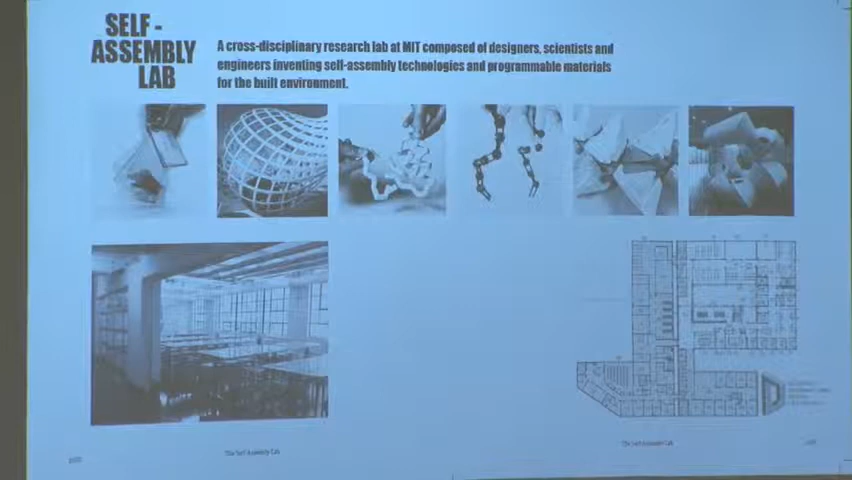 SELF-
ASSEMBLY
LAB
A cross-disciplinary research lab at MIT composed of designers, scientists and
engineers inventing self-assembly technologies and programmable materials
for the built environment.
The Self Assembly Lab
The Self Assembly Lab